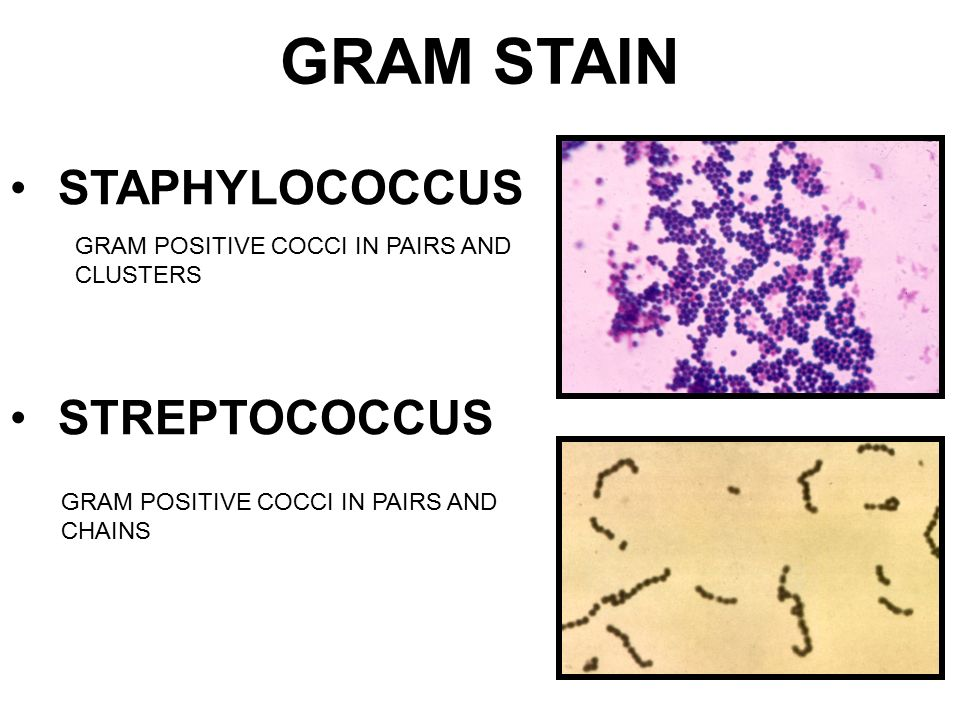 GRAM STAIN
• STAPHYLOCOCCUS
GRAM POSITIVE COCCI IN PAIRS AND
CLUSTERS
• STREPTOCOCCUS
GRAM POSITIVE COCCI IN PAIRS AND
CHAINS